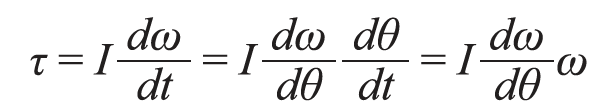 τ = I dω/dt = I dω/dθ dθ/dt = I dω/dθ ω